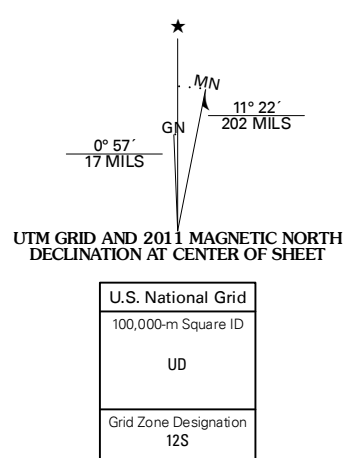 MN
GN
11° 22´
202 MILS
0° 57´
17 MILS
UTM GRID AND 2011 MAGNETIC NORTH
DECLINATION AT CENTER OF SHEET
U.S. National Grid
100,000-m Square ID
UD
Grid Zone Designation
12S